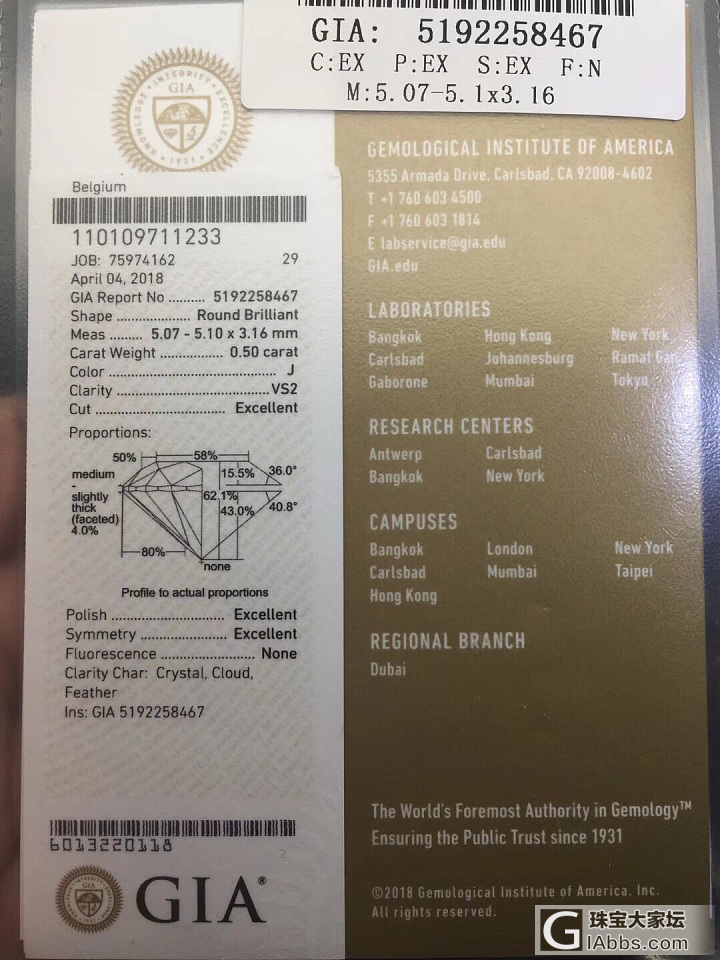 GIA: 5192258467
C:EX P:EX S:EX F:N
M:5.07-5.1x3.16
KNOWLEDGE • INTEGRITY • EXCELLENCE
GIA
• 1931 •
Belgium
110109711233
JOB: 75974162 29
April 04, 2018
GIA Report No .......... 5192258467
Shape .................... Round Brilliant
Meas ......... 5.07 - 5.10 x 3.16 mm
Carat Weight ................. 0.50 carat
Color ............................................. J
Clarity ........................................ VS2
Cut .................................. Excellent
Proportions:
50% 58%
medium 15.5% 36.0°
-
slightly 62.1%
thick 43.0% 40.8°
(faceted)
4.0%
80%
none
Profile to actual proportions
Polish ............................. Excellent
Symmetry ...................... Excellent
Fluorescence ........................ None
Clarity Char: Crystal, Cloud,
Feather
Ins: GIA 5192258467
6013220118
GIA
GIA®
GEMOLOGICAL INSTITUTE OF AMERICA
5355 Armada Drive, Carlsbad, CA 92008-4602
T +1 760 603 4500
F +1 760 603 1814
E labservice@gia.edu
GIA.edu
LABORATORIES
Bangkok Hong Kong New York
Carlsbad Johannesburg Ramat
Gaborone Mumbai Tokyo
RESEARCH CENTERS
Antwerp Carlsbad
Bangkok New York
CAMPUSES
Bangkok London New York
Carlsbad Mumbai Taipei
Hong Kong
REGIONAL BRANCH
Dubai
The World's Foremost Authority in Gemology™
Ensuring the Public Trust since 1931
©2018 Gemological Institute of America, Inc.
All rights reserved.
G 珠宝大家坛
GIAbbs.com